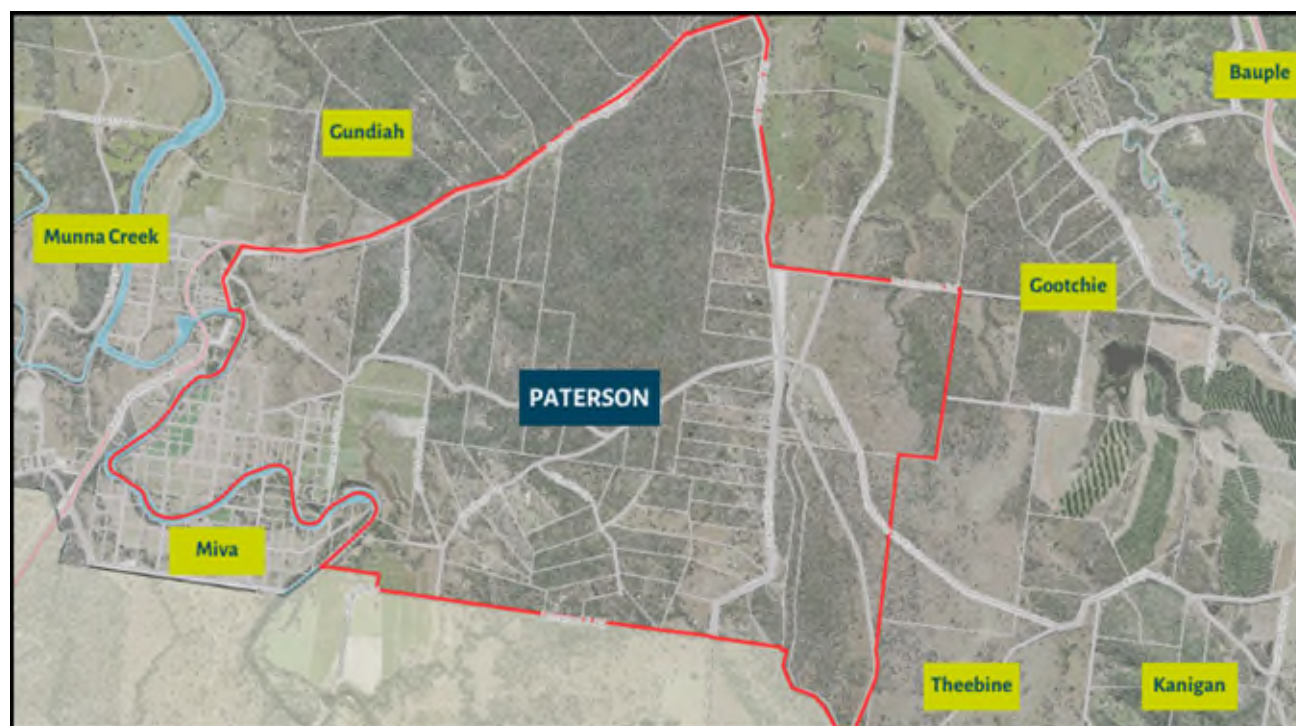 Bauple
Gundiah
Munna Creek
Gootchie
PATERSON
Miva
Theebine
Kanigan